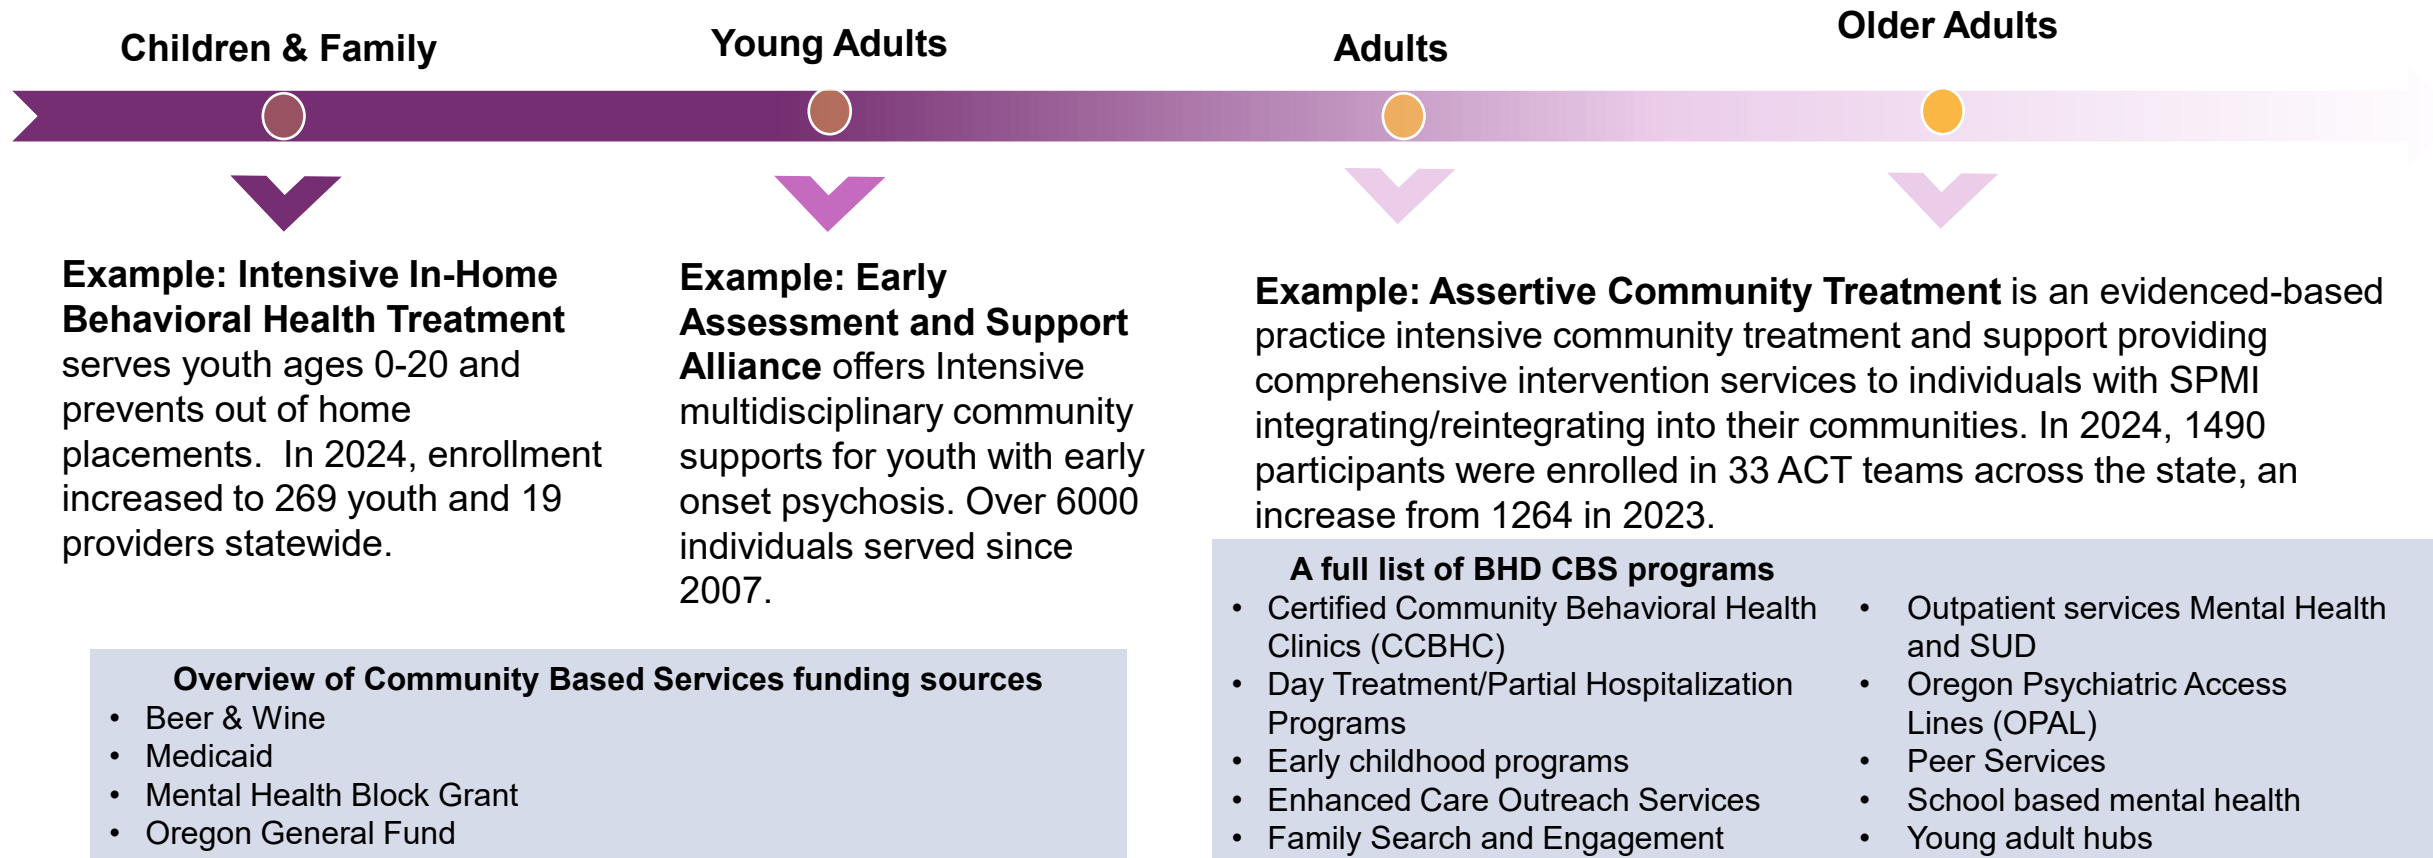 Children & Family
Young Adults
Adults
Older Adults
Example: Intensive In-Home
Behavioral Health Treatment
serves youth ages 0-20 and
prevents out of home
placements.  In 2024, enrollment
increased to 269 youth and 19
providers statewide.
Example: Early
Assessment and Support
Alliance offers Intensive
multidisciplinary community
supports for youth with early
onset psychosis. Over 6000
individuals served since
2007.
Example: Assertive Community Treatment is an evidenced-based
practice intensive community treatment and support providing
comprehensive intervention services to individuals with SPMI
integrating/reintegrating into their communities. In 2024, 1490
participants were enrolled in 33 ACT teams across the state, an
increase from 1264 in 2023.
Overview of Community Based Services funding sources
• Beer & Wine
• Medicaid
• Mental Health Block Grant
• Oregon General Fund
A full list of BHD CBS programs
• Certified Community Behavioral Health
Clinics (CCBHC)
• Day Treatment/Partial Hospitalization
Programs
• Early childhood programs
• Enhanced Care Outreach Services
• Family Search and Engagement
• Outpatient services Mental Health
and SUD
• Oregon Psychiatric Access
Lines (OPAL)
• Peer Services
• School based mental health
• Young adult hubs